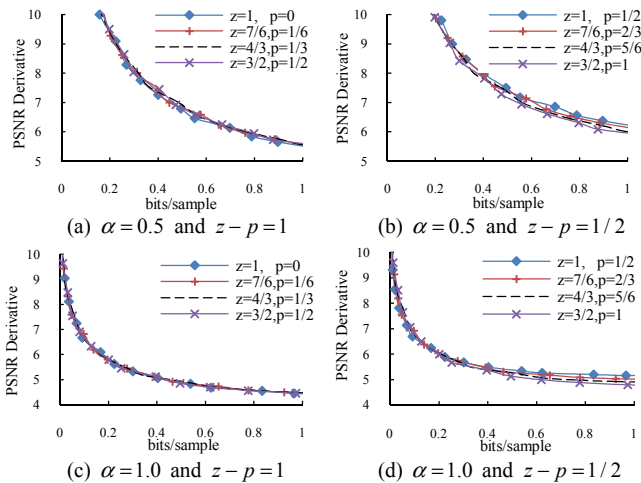 PSNR Derivative
10
9
8
7
6
5
z=1, p=0
z=7/6,p=1/6
z=4/3,p=1/3
z=3/2,p=1/2
0 0.2 0.4 0.6 0.8 1
bits/sample
(a) α = 0.5 and z − p = 1
PSNR Derivative
10
9
8
7
6
5
z=1, p=1/2
z=7/6,p=2/3
z=4/3,p=5/6
z=3/2,p=1
0 0.2 0.4 0.6 0.8 1
bits/sample
(b) α = 0.5 and z − p = 1/2
PSNR Derivative
10
9
8
7
6
5
4
z=1, p=0
z=7/6,p=1/6
z=4/3,p=1/3
z=3/2,p=1/2
0 0.2 0.4 0.6 0.8 1
bits/sample
(c) α = 1.0 and z − p = 1
PSNR Derivative
10
9
8
7
6
5
4
z=1, p=1/2
z=7/6,p=2/3
z=4/3,p=5/6
z=3/2,p=1
0 0.2 0.4 0.6 0.8 1
bits/sample
(d) α = 1.0 and z − p = 1/2